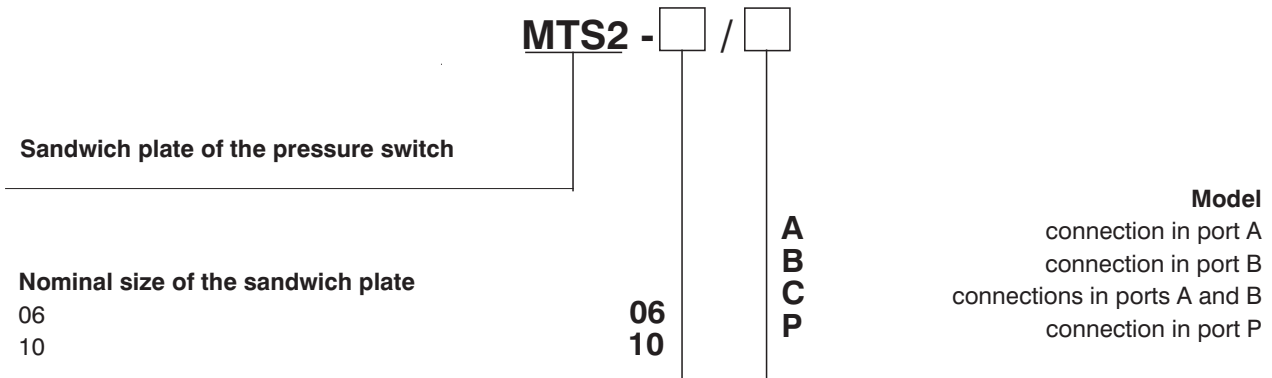 MTS2 - □ / □
Sandwich plate of the pressure switch
Model
A connection in port A
B connection in port B
C connections in ports A and B
P connection in port P
Nominal size of the sandwich plate
06 06
10 10